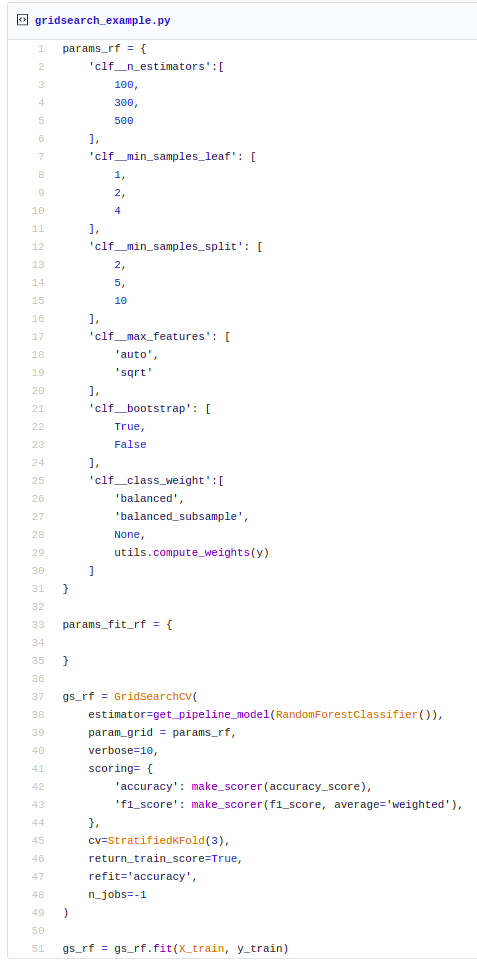 gridsearch_example.py
1 params_rf = {
2     'clf__n_estimators':[
3         100,
4         300,
5         500
6     ],
7     'clf__min_samples_leaf': [
8         1,
9         2,
10         4
11     ],
12     'clf__min_samples_split': [
13         2,
14         5,
15         10
16     ],
17     'clf__max_features': [
18         'auto',
19         'sqrt'
20     ],
21     'clf__bootstrap': [
22         True,
23         False
24     ],
25     'clf__class_weight':[
26         'balanced',
27         'balanced_subsample',
28         None,
29         utils.compute_weights(y)
30     ]
31 }
32
33 params_fit_rf = {
34
35 }
36
37 gs_rf = GridSearchCV(
38     estimator=get_pipeline_model(RandomForestClassifier()),
39     param_grid = params_rf,
40     verbose=10,
41     scoring= {
42         'accuracy': make_scorer(accuracy_score),
43         'f1_score': make_scorer(f1_score, average='weighted'),
44     },
45     cv=StratifiedKFold(3),
46     return_train_score=True,
47     refit='accuracy',
48     n_jobs=-1
49 )
50
51 gs_rf = gs_rf.fit(X_train, y_train)